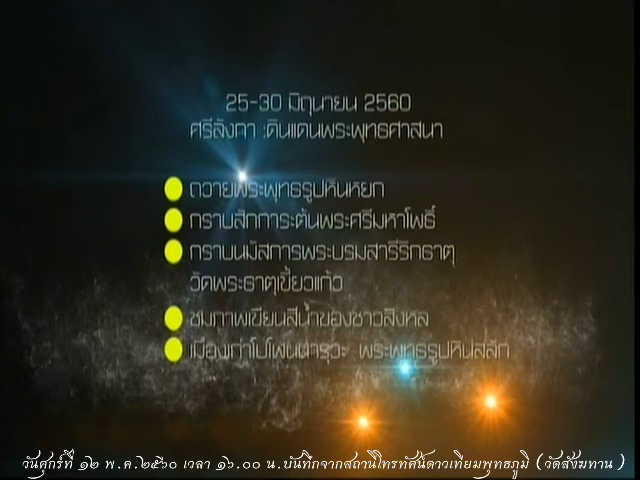 25-30 มิถุนายน 2560
ศรีลังกา :ดินแดนพระพุทธศาสนา
ถวายพระพุทธรูปหินหยก
กราบสักการะต้นพระศรีมหาโพธิ์
กราบนมัสการพระบรมสารีริกธาตุ
วัดพระธาตุเขี้ยวแก้ว
ชมภาพเขียนสีน้ำของชาวสิงหล
เมืองเก่าโปโฬนนารุวะ พระพุทธรูปหินสลัก
วันศุกร์ที่ ๑๒ พ.ค.๒๕๖๐ เวลา ๑๖.๐๐ น.บันทึกจากสถานีโทรทัศน์ดาวเทียมพุทธภูมิ (วัดสังฆทาน )